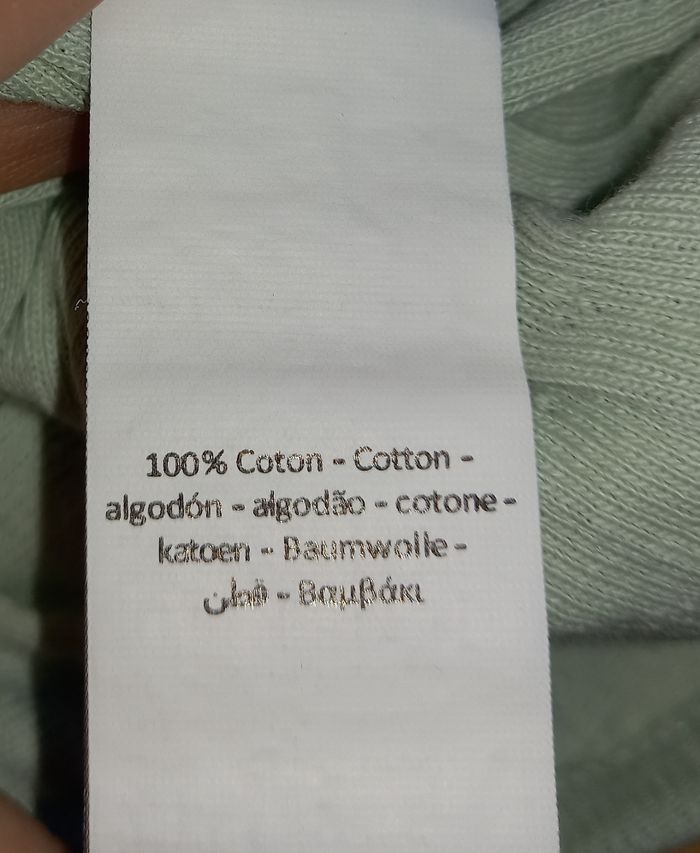 100% Coton - Cotton -
algodón - algodão - cotone -
katoen - Baumwolle -
قطن - Βαμβάκι